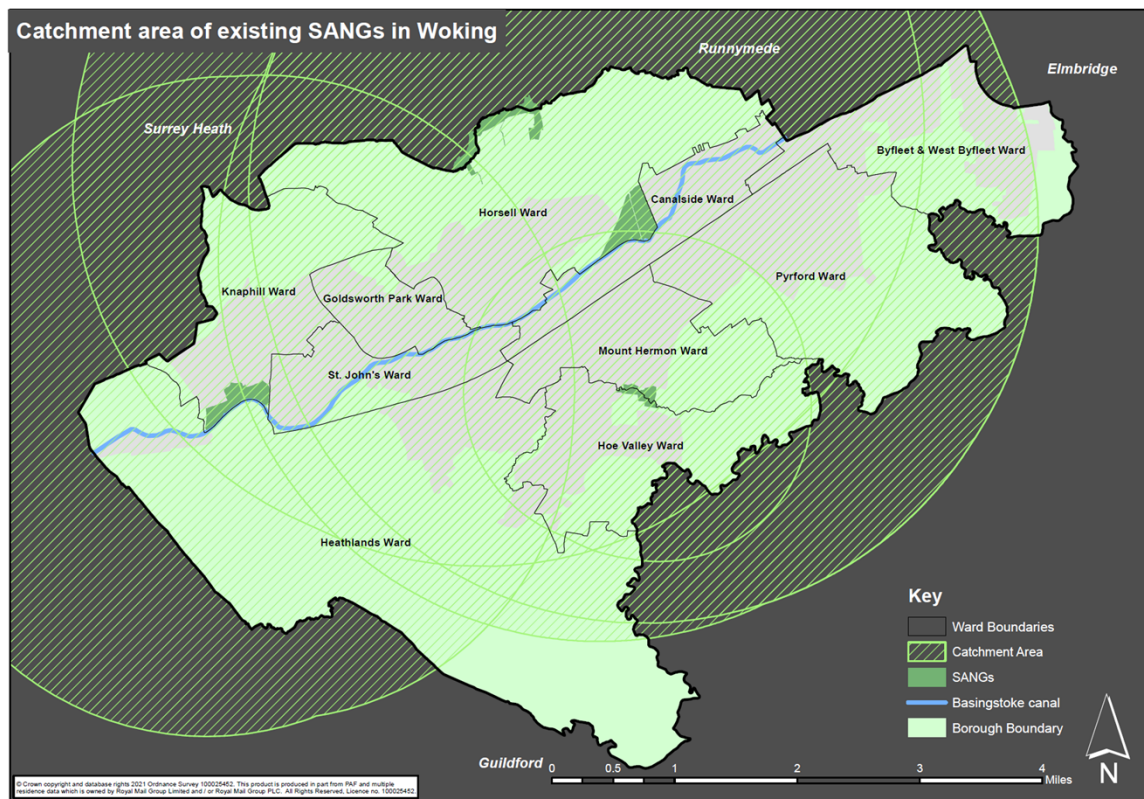 Catchment area of existing SANGs in Woking
Runnymede
Elmbridge
Surrey Heath
Byfleet & West Byfleet Ward
Canalside Ward
Horsell Ward
Pyrford Ward
Knaphill Ward
Goldsworth Park Ward
Mount Hermon Ward
St. John's Ward
Hoe Valley Ward
Heathlands Ward
Key
Ward Boundaries
Catchment Area
SANGs
Basingstoke canal
Borough Boundary
N
Guildford
0 0.5 1 2 3 4
Miles
© Crown copyright and database rights 2021 Ordnance Survey 100025452. This product is produced in part from PAF and multiple
residence data which is owned by Royal Mail Group Limited and / or Royal Mail Group PLC. All Rights Reserved, Licence no. 100025452.